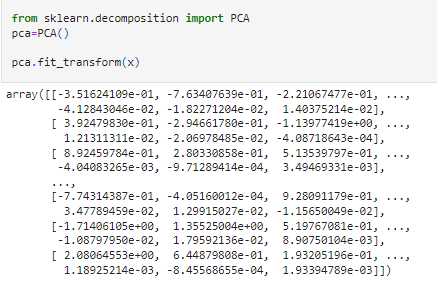 from sklearn.decomposition import PCA
pca=PCA()
pca.fit_transform(x)
array([[-3.51624109e-01, -7.63407639e-01, -2.21067477e-01, ...,
-4.12843046e-02, -1.82271204e-02, 1.40375214e-02],
[ 3.92479830e-01, -2.94661780e-01, -1.13977419e+00, ...,
1.21311311e-02, -2.06978485e-02, -4.08718643e-04],
[ 8.92459784e-01, 2.80330858e-01, 5.13539797e-01, ...,
-4.04083265e-03, -9.71289414e-04, 3.49469331e-03],
...,
[-7.74314387e-01, -4.05160012e-04, 9.28091179e-01, ...,
3.47789459e-02, 1.29915027e-02, -1.15650049e-02],
[-1.71406105e+00, 1.35525004e+00, 5.19767081e-01, ...,
-1.08797950e-02, 1.79592136e-02, 8.90750104e-03],
[ 2.08064553e+00, 6.44879808e-01, 1.93205196e-01, ...,
1.18925214e-03, -8.45568655e-04, 1.93394789e-03]])